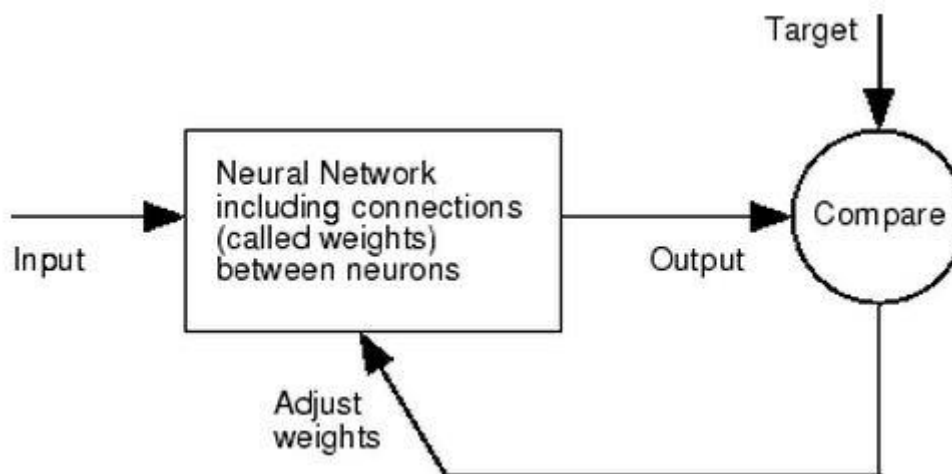 Target
Neural Network
including connections
(called weights)
between neurons
Compare
Input
Output
Adjust
weights